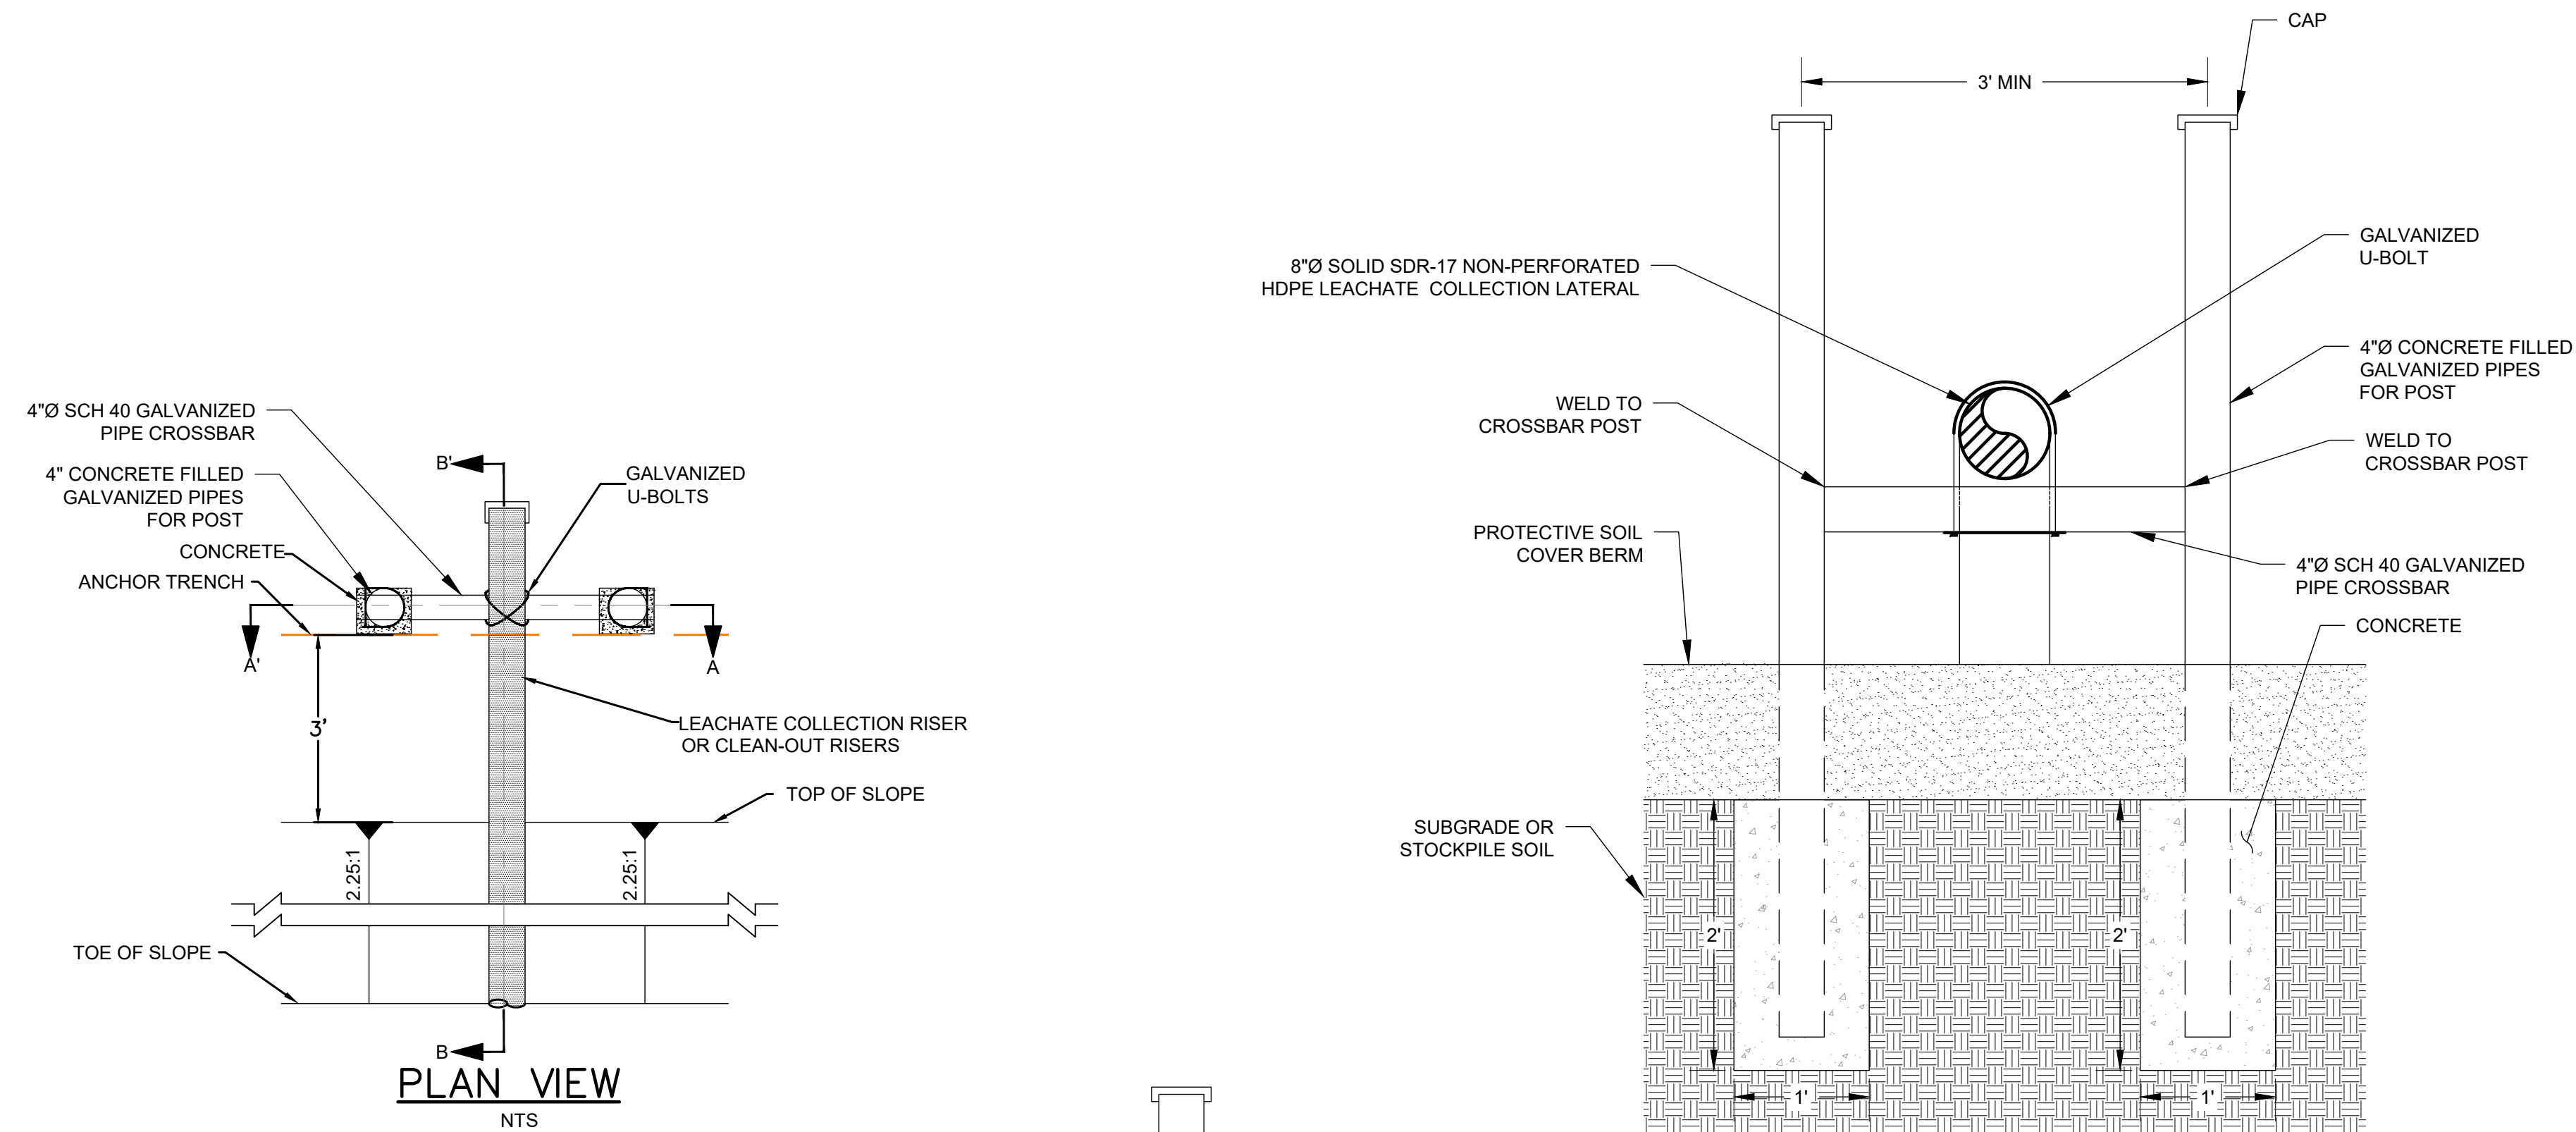 4"Ø SCH 40 GALVANIZED
PIPE CROSSBAR
4" CONCRETE FILLED
GALVANIZED PIPES
FOR POST
CONCRETE
ANCHOR TRENCH
B'
GALVANIZED
U-BOLTS
A'
A
3'
LEACHATE COLLECTION RISER
OR CLEAN-OUT RISERS
TOP OF SLOPE
2.25:1
2.25:1
TOE OF SLOPE
B
PLAN VIEW
NTS
CAP
3' MIN
8"Ø SOLID SDR-17 NON-PERFORATED
HDPE LEACHATE COLLECTION LATERAL
GALVANIZED
U-BOLT
4"Ø CONCRETE FILLED
GALVANIZED PIPES
FOR POST
WELD TO
CROSSBAR POST
WELD TO
CROSSBAR POST
PROTECTIVE SOIL
COVER BERM
4"Ø SCH 40 GALVANIZED
PIPE CROSSBAR
CONCRETE
SUBGRADE OR
STOCKPILE SOIL
2'
2'
1'
1'